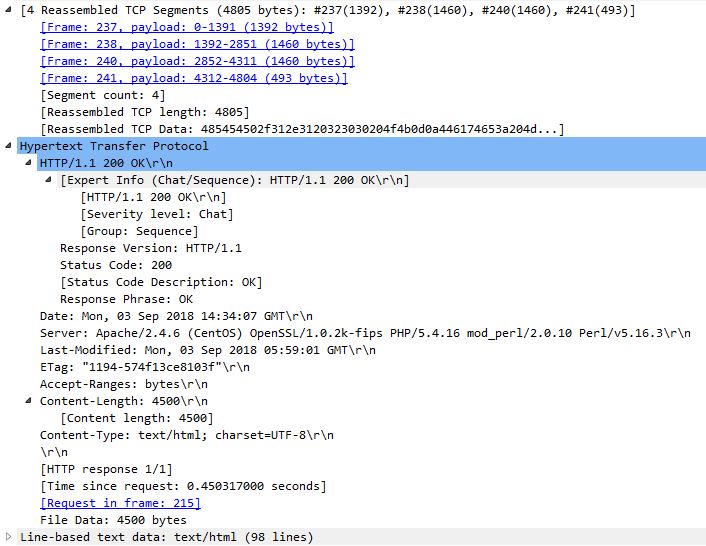 [4 Reassembled TCP Segments (4805 bytes): #237(1392), #238(1460), #240(1460), #241(493)]
[Frame: 237, payload: 0-1391 (1392 bytes)]
[Frame: 238, payload: 1392-2851 (1460 bytes)]
[Frame: 240, payload: 2852-4311 (1460 bytes)]
[Frame: 241, payload: 4312-4804 (493 bytes)]
[Segment count: 4]
[Reassembled TCP length: 4805]
[Reassembled TCP Data: 485454502f312e3120323030204f4b0d0a446174653a204d...]
Hypertext Transfer Protocol
HTTP/1.1 200 OK\r\n
[Expert Info (Chat/Sequence): HTTP/1.1 200 OK\r\n]
[HTTP/1.1 200 OK\r\n]
[Severity level: Chat]
[Group: Sequence]
Response Version: HTTP/1.1
Status Code: 200
[Status Code Description: OK]
Response Phrase: OK
Date: Mon, 03 Sep 2018 14:34:07 GMT\r\n
Server: Apache/2.4.6 (CentOS) OpenSSL/1.0.2k-fips PHP/5.4.16 mod_perl/2.0.10 Perl/v5.16.3\r\n
Last-Modified: Mon, 03 Sep 2018 05:59:01 GMT\r\n
ETag: "1194-574f13ce8103f"\r\n
Accept-Ranges: bytes\r\n
Content-Length: 4500\r\n
[Content length: 4500]
Content-Type: text/html; charset=UTF-8\r\n
\r\n
[HTTP response 1/1]
[Time since request: 0.450317000 seconds]
[Request in frame: 215]
File Data: 4500 bytes
Line-based text data: text/html (98 lines)